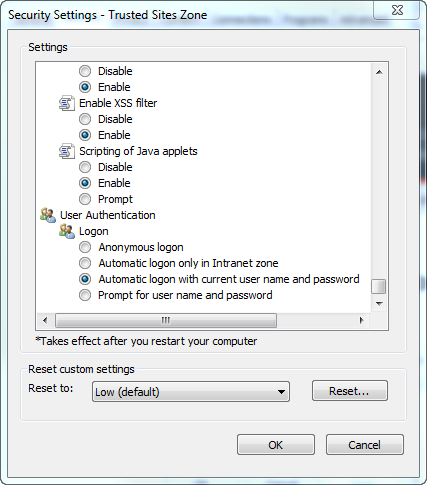 Security Settings - Trusted Sites Zone
Settings
Disable
Enable
Enable XSS filter
Disable
Enable
Scripting of Java applets
Disable
Enable
Prompt
User Authentication
Logon
Anonymous logon
Automatic logon only in Intranet zone
Automatic logon with current user name and password
Prompt for user name and password
*Takes effect after you restart your computer
Reset custom settings
Reset to:
Low (default)
Reset...
OK
Cancel